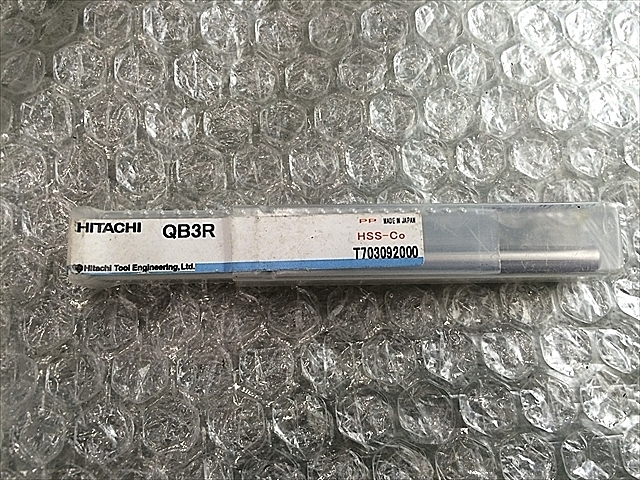 HITACHI QB3R
Hitachi Tool Engineering,Ltd.
PP MADE IN JAPAN
HSS-Co
T703092000